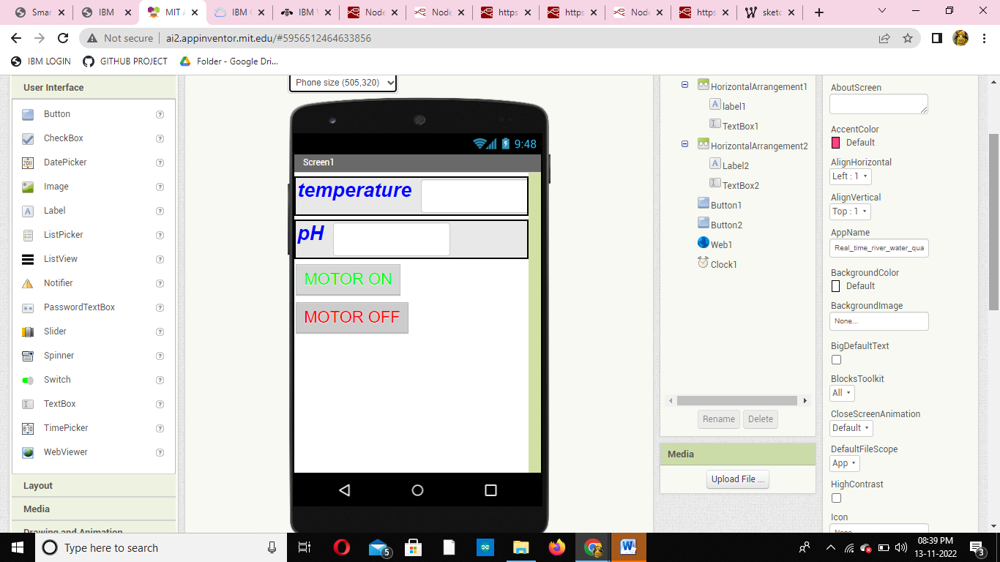 Smar
IBM
MIT A
IBM
IBM
Node
Node
https
https
Node
https
sketc
Not secure
ai2.appinventor.mit.edu/#5956512464633856
IBM LOGIN
GITHUB PROJECT
Folder - Google Dri...
User Interface
Button
CheckBox
DatePicker
Image
Label
ListPicker
ListView
Notifier
PasswordTextBox
Slider
Spinner
Switch
TextBox
TimePicker
WebViewer
Layout
Media
Drawing and Animation
Phone size (505,320)
9:48
Screen1
temperature
pH
MOTOR ON
MOTOR OFF
HorizontalArrangement1
label1
TextBox1
HorizontalArrangement2
Label2
TextBox2
Button1
Button2
Web1
Clock1
Rename
Delete
Media
Upload File ...
AboutScreen
AccentColor
Default
AlignHorizontal
Left : 1
AlignVertical
Top : 1
AppName
Real_time_river_water_qua
BackgroundColor
Default
BackgroundImage
None...
BigDefaultText
BlocksToolkit
All
CloseScreenAnimation
Default
DefaultFileScope
App
HighContrast
Icon
None
Type here to search
5
08:39 PM
13-11-2022
3